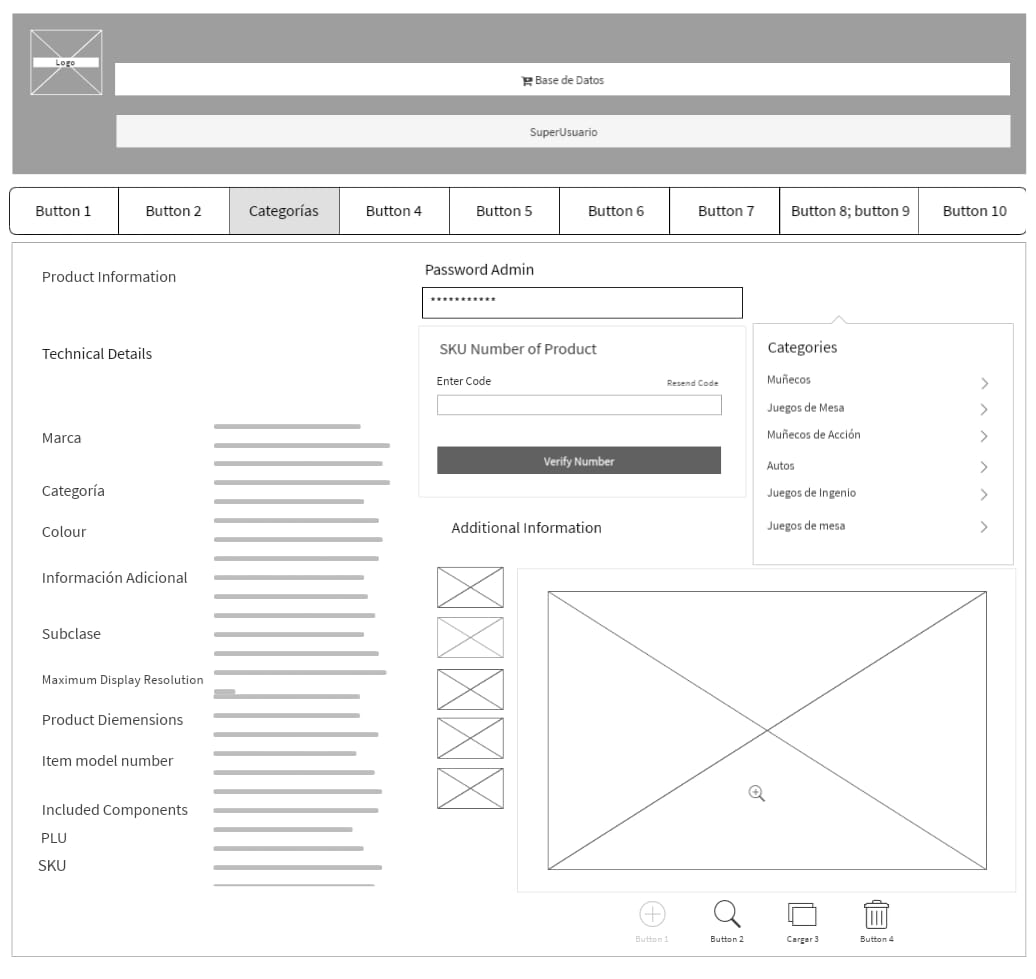 Logo
Base de Datos
SuperUsuario
Button 1
Button 2
Categorías
Button 4
Button 5
Button 6
Button 7
Button 8; button 9
Button 10
Product Information
Technical Details
Marca
Categoría
Colour
Información Adicional
Subclase
Maximum Display Resolution
Product Diemensions
Item model number
Included Components
PLU
SKU
Password Admin
***********
SKU Number of Product
Enter Code
Resend Code
Verify Number
Categories
Muñecos
Juegos de Mesa
Muñecos de Acción
Autos
Juegos de Ingenio
Juegos de mesa
Additional Information
Button 1
Button 2
Cargar 3
Button 4